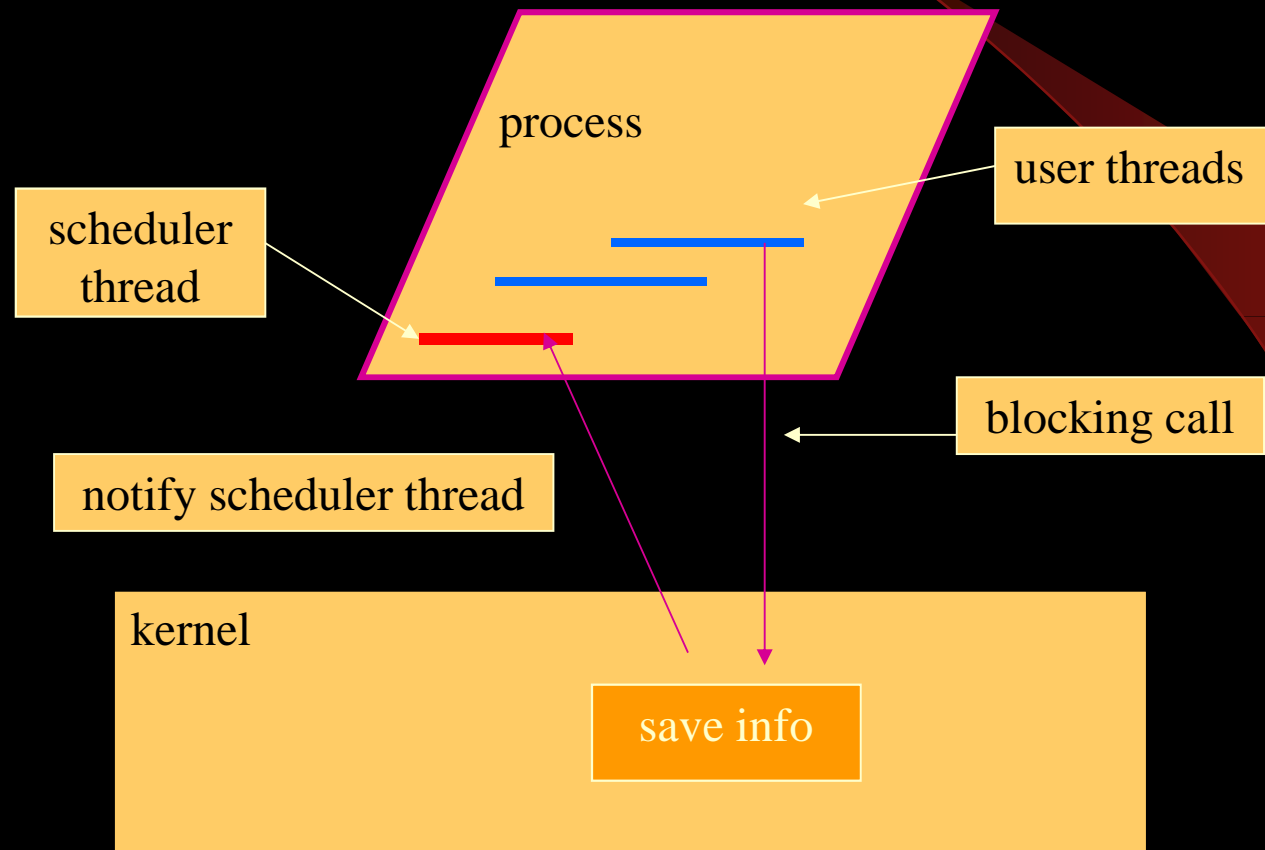 process
user threads
scheduler
thread
blocking call
notify scheduler thread
kernel
save info